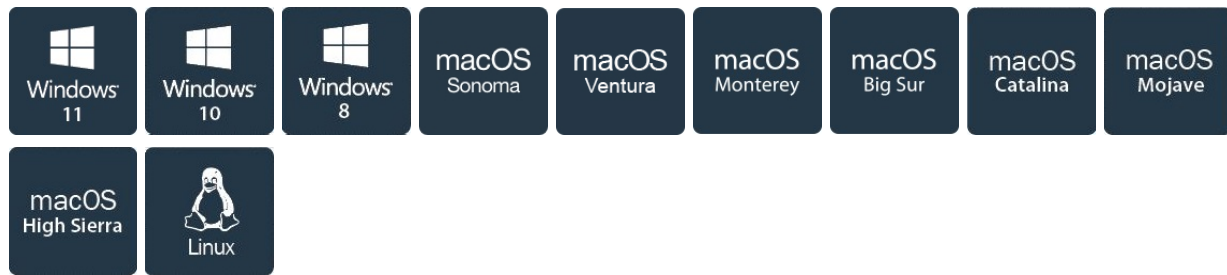 Windows
11
Windows
10
Windows
8
macOS
Sonoma
macOS
Ventura
macOS
Monterey
macOS
Big Sur
macOS
Catalina
macOS
Mojave
macOS
High Sierra
Linux